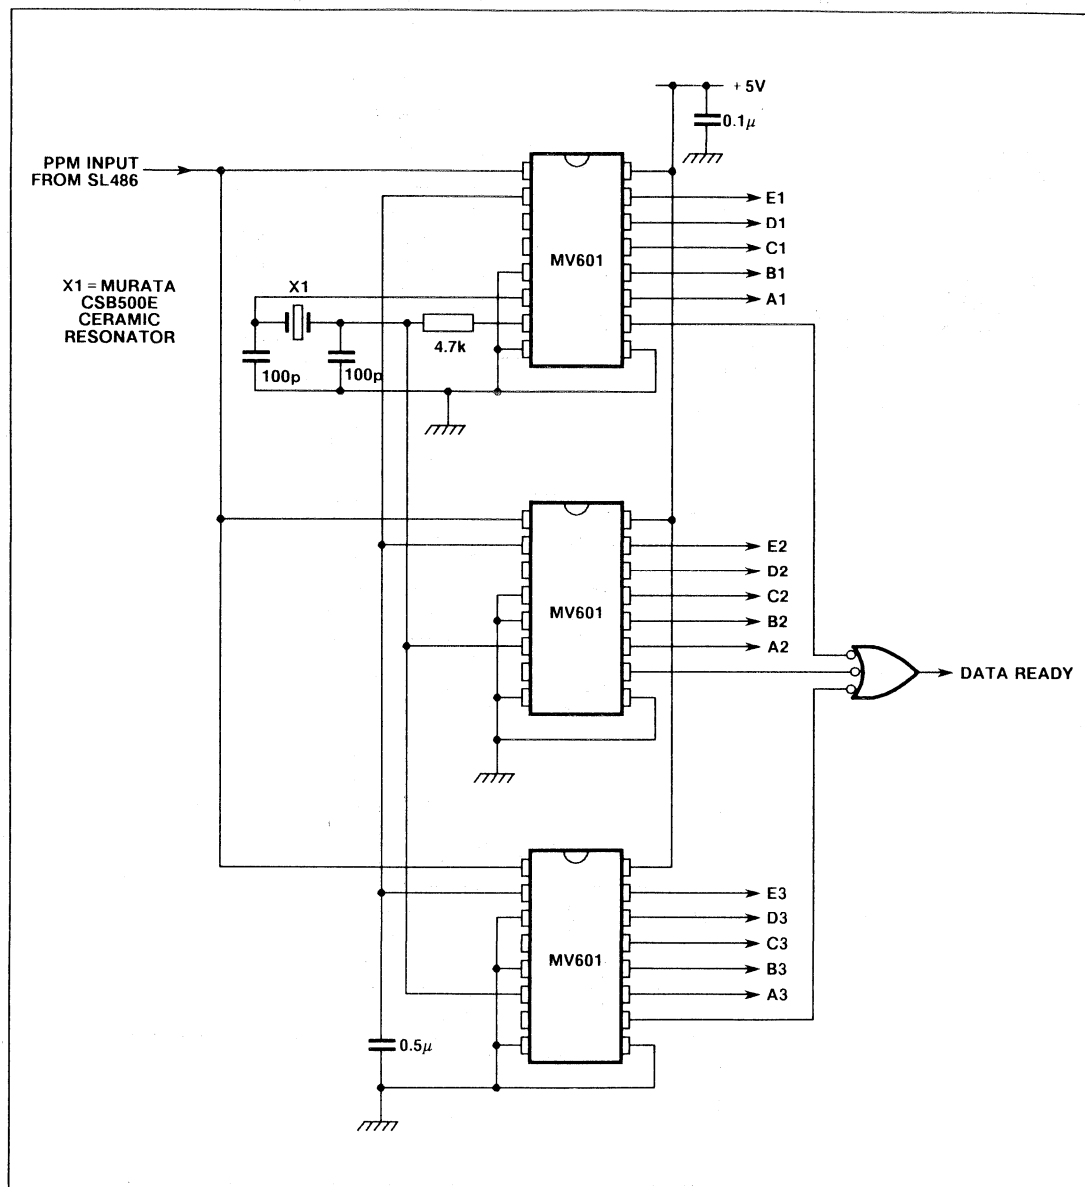 + 5V
0.1μ
PPM INPUT
FROM SL486
E1
D1
C1
B1
A1
MV601
X1 = MURATA
CSB500E
CERAMIC
RESONATOR
X1
4.7k
100p
100p
E2
D2
C2
B2
A2
MV601
DATA READY
E3
D3
C3
B3
A3
MV601
0.5μ